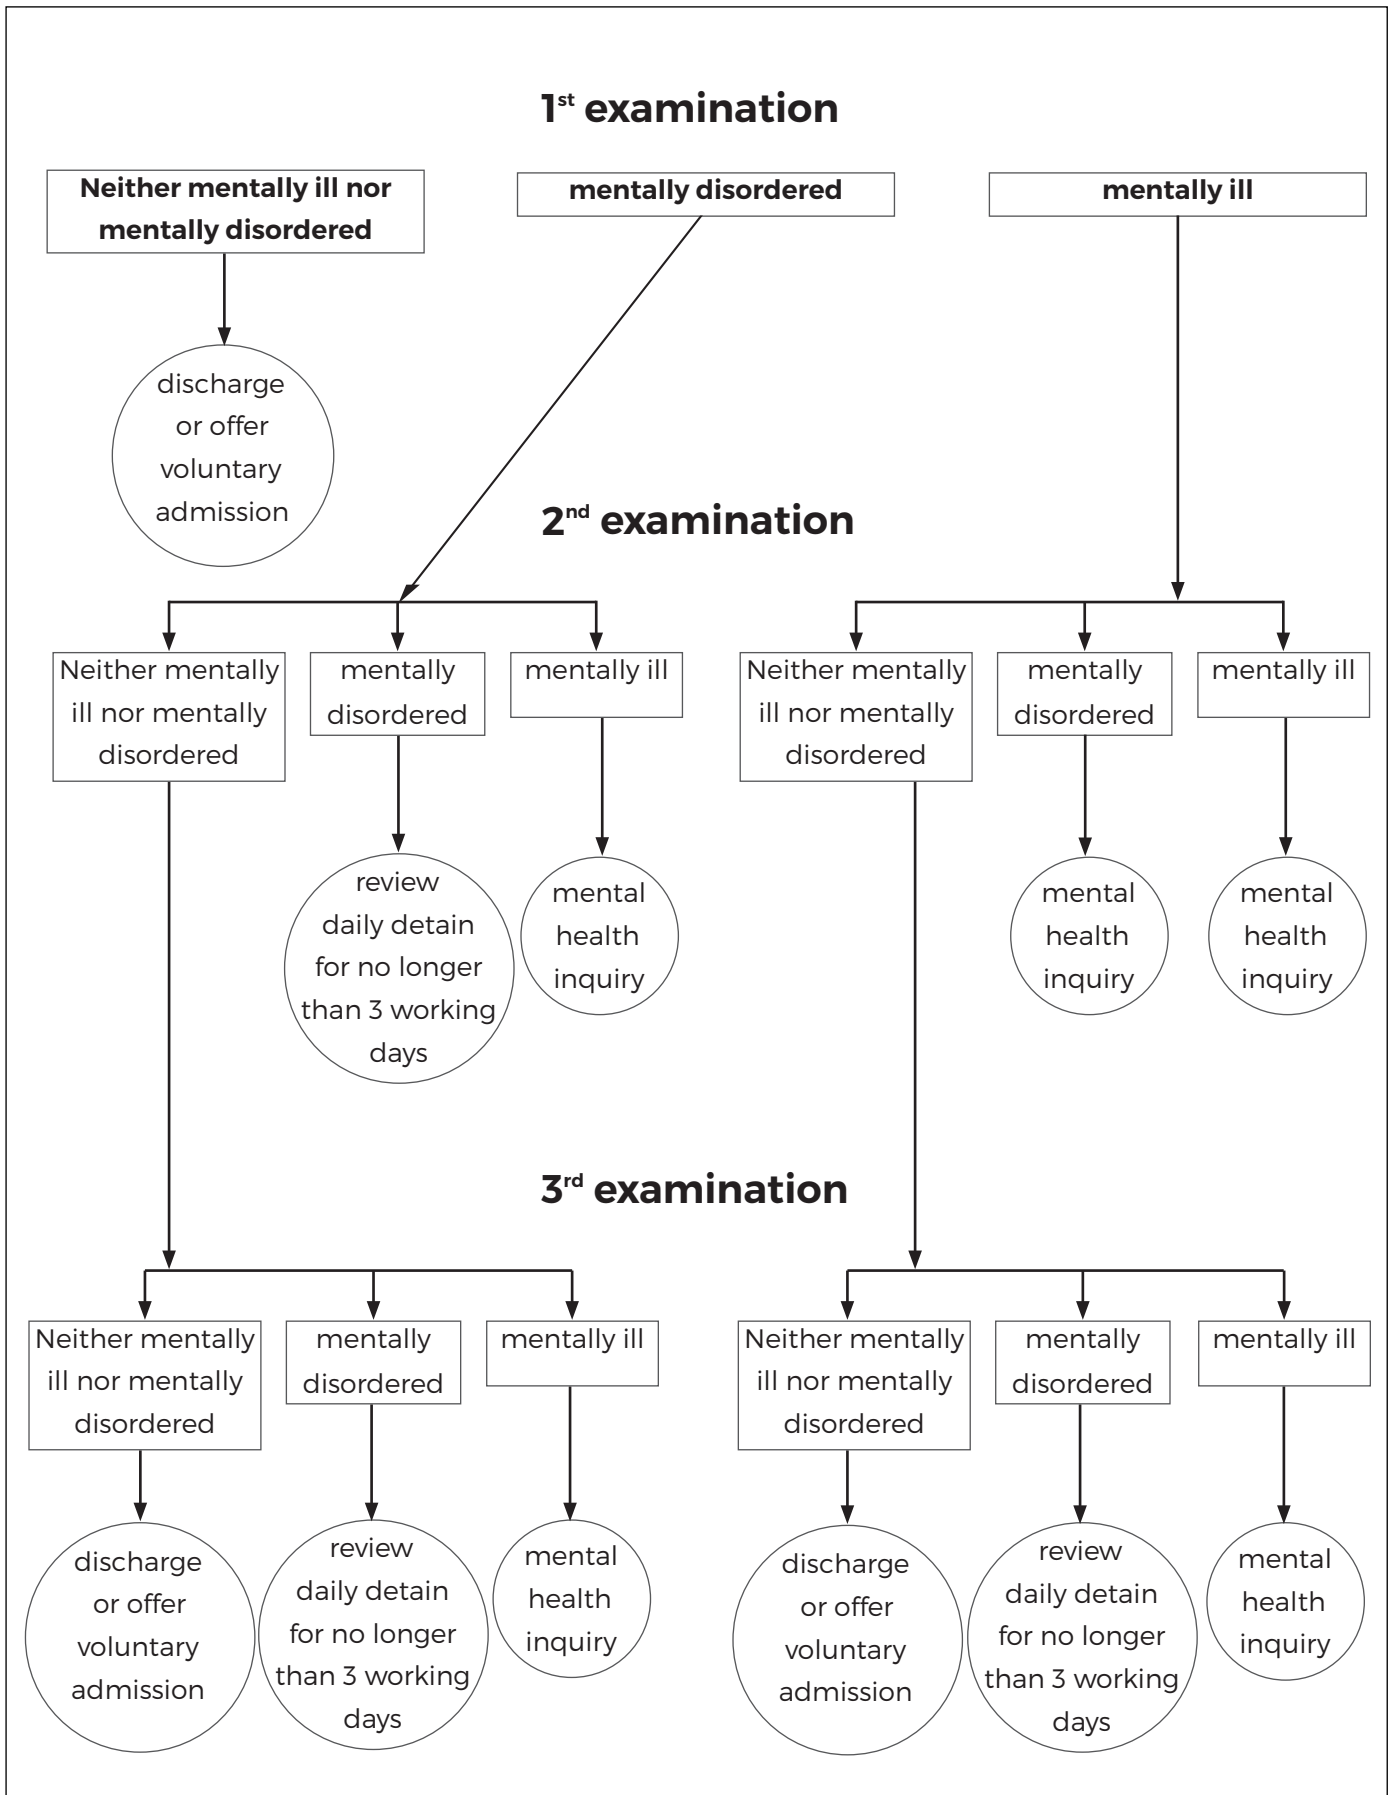 1st examination
Neither mentally ill nor
mentally disordered
mentally disordered
mentally ill
discharge
or offer
voluntary
admission
2nd examination
Neither mentally
ill nor mentally
disordered
mentally
disordered
mentally ill
Neither mentally
ill nor mentally
disordered
mentally
disordered
mentally ill
review
daily detain
for no longer
than 3 working
days
mental
health
inquiry
mental
health
inquiry
mental
health
inquiry
3rd examination
Neither mentally
ill nor mentally
disordered
mentally
disordered
mentally ill
Neither mentally
ill nor mentally
disordered
mentally
disordered
mentally ill
discharge
or offer
voluntary
admission
review
daily detain
for no longer
than 3 working
days
mental
health
inquiry
discharge
or offer
voluntary
admission
review
daily detain
for no longer
than 3 working
days
mental
health
inquiry